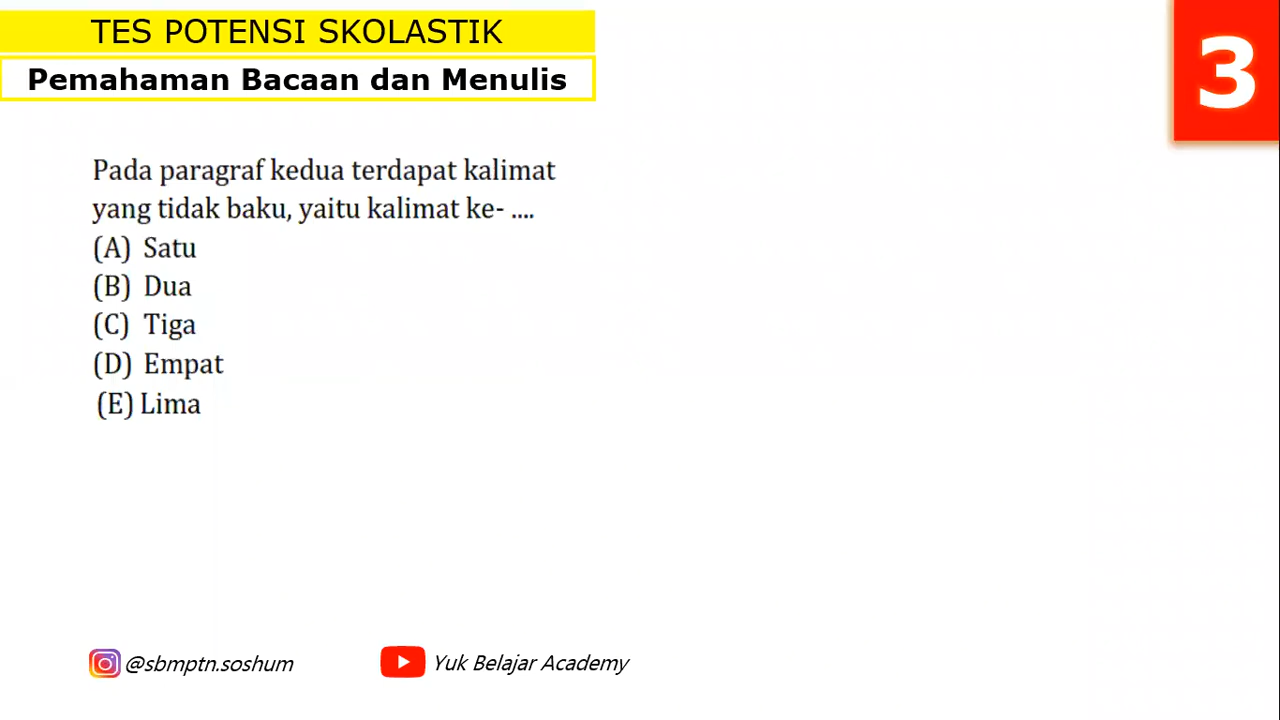 TES POTENSI SKOLASTIK
Pemahaman Bacaan dan Menulis
3
Pada paragraf kedua terdapat kalimat
yang tidak baku, yaitu kalimat ke- ....
(A) Satu
(B) Dua
(C) Tiga
(D) Empat
(E) Lima
@sbmptn.soshum
Yuk Belajar Academy